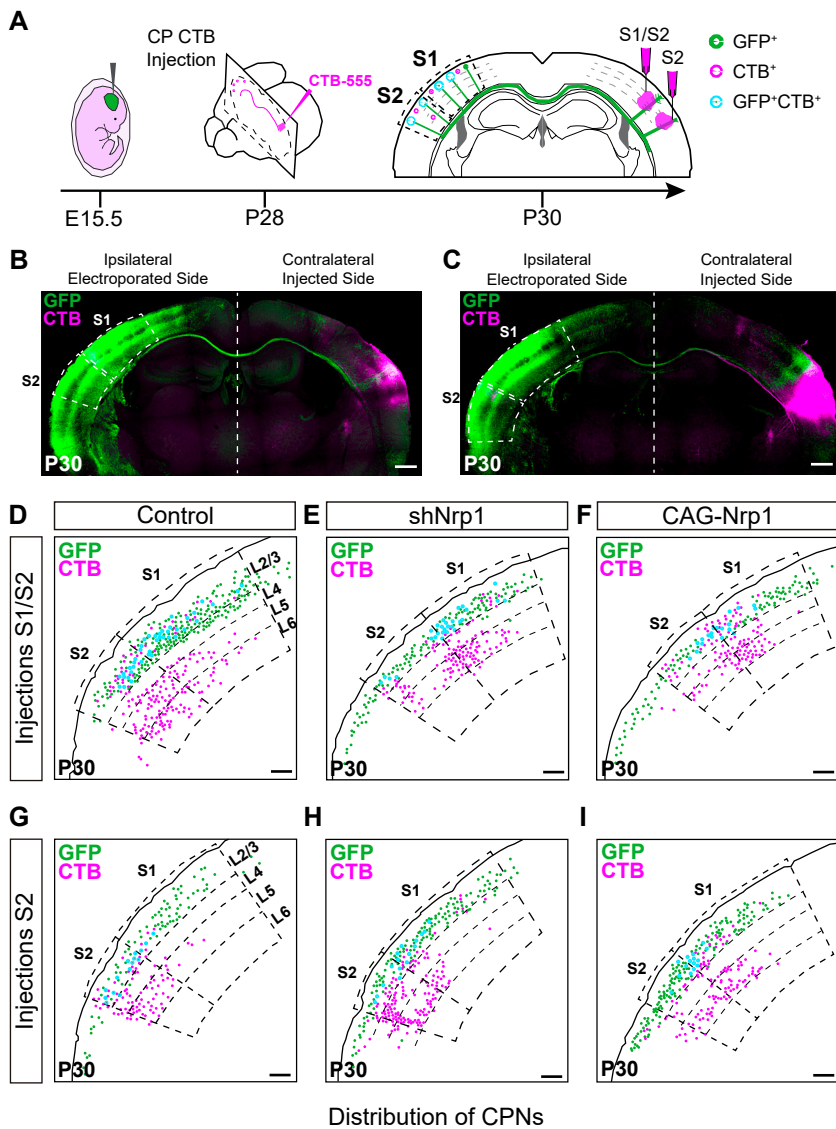 A
CP CTB
Injection
CTB-555
S1
S2
S1/S2
S2
GFP+
CTB+
GFP+CTB+
E15.5
P28
P30
B
Ipsilateral
Electroporated Side
Contralateral
Injected Side
GFP
CTB
S1
S2
P30
C
Ipsilateral
Electroporated Side
Contralateral
Injected Side
GFP
CTB
S1
S2
P30
Injections S1/S2
D
Control
GFP
CTB
S1
S2
L2/3
L4
L5
L6
P30
E
shNrp1
GFP
CTB
S1
S2
P30
F
CAG-Nrp1
GFP
CTB
S1
S2
P30
Injections S2
G
GFP
CTB
S1
S2
L2/3
L4
L5
L6
P30
H
GFP
CTB
S1
S2
P30
I
GFP
CTB
S1
S2
P30
Distribution of CPNs